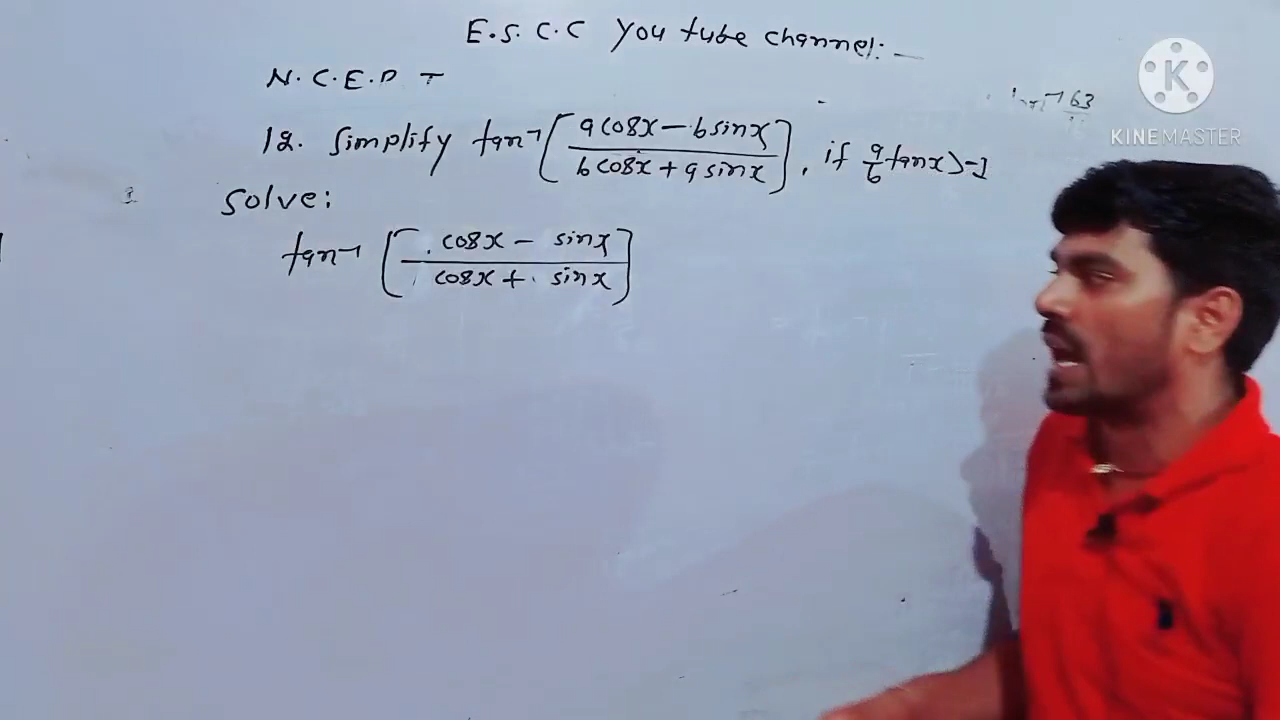 E.S.C.C You tube channel:-
N.C.E.R T
12. Simplify tan⁻¹[a cosx - b sinx / b cosx + a sinx], if a/b tanx > -1
Solve:
tan⁻¹[cosx - sinx / cosx + sinx]
63
K
KINEMASTER